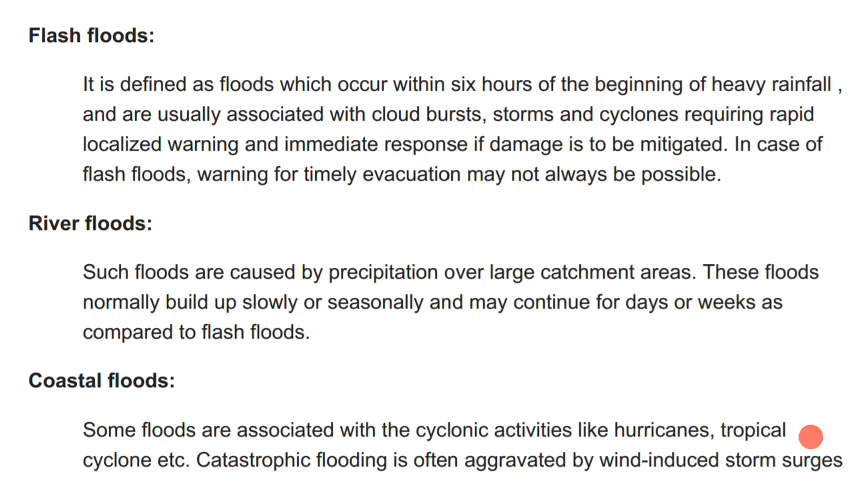 Flash floods:
It is defined as floods which occur within six hours of the beginning of heavy rainfall ,
and are usually associated with cloud bursts, storms and cyclones requiring rapid
localized warning and immediate response if damage is to be mitigated. In case of
flash floods, warning for timely evacuation may not always be possible.
River floods:
Such floods are caused by precipitation over large catchment areas. These floods
normally build up slowly or seasonally and may continue for days or weeks as
compared to flash floods.
Coastal floods:
Some floods are associated with the cyclonic activities like hurricanes, tropical
cyclone etc. Catastrophic flooding is often aggravated by wind-induced storm surges